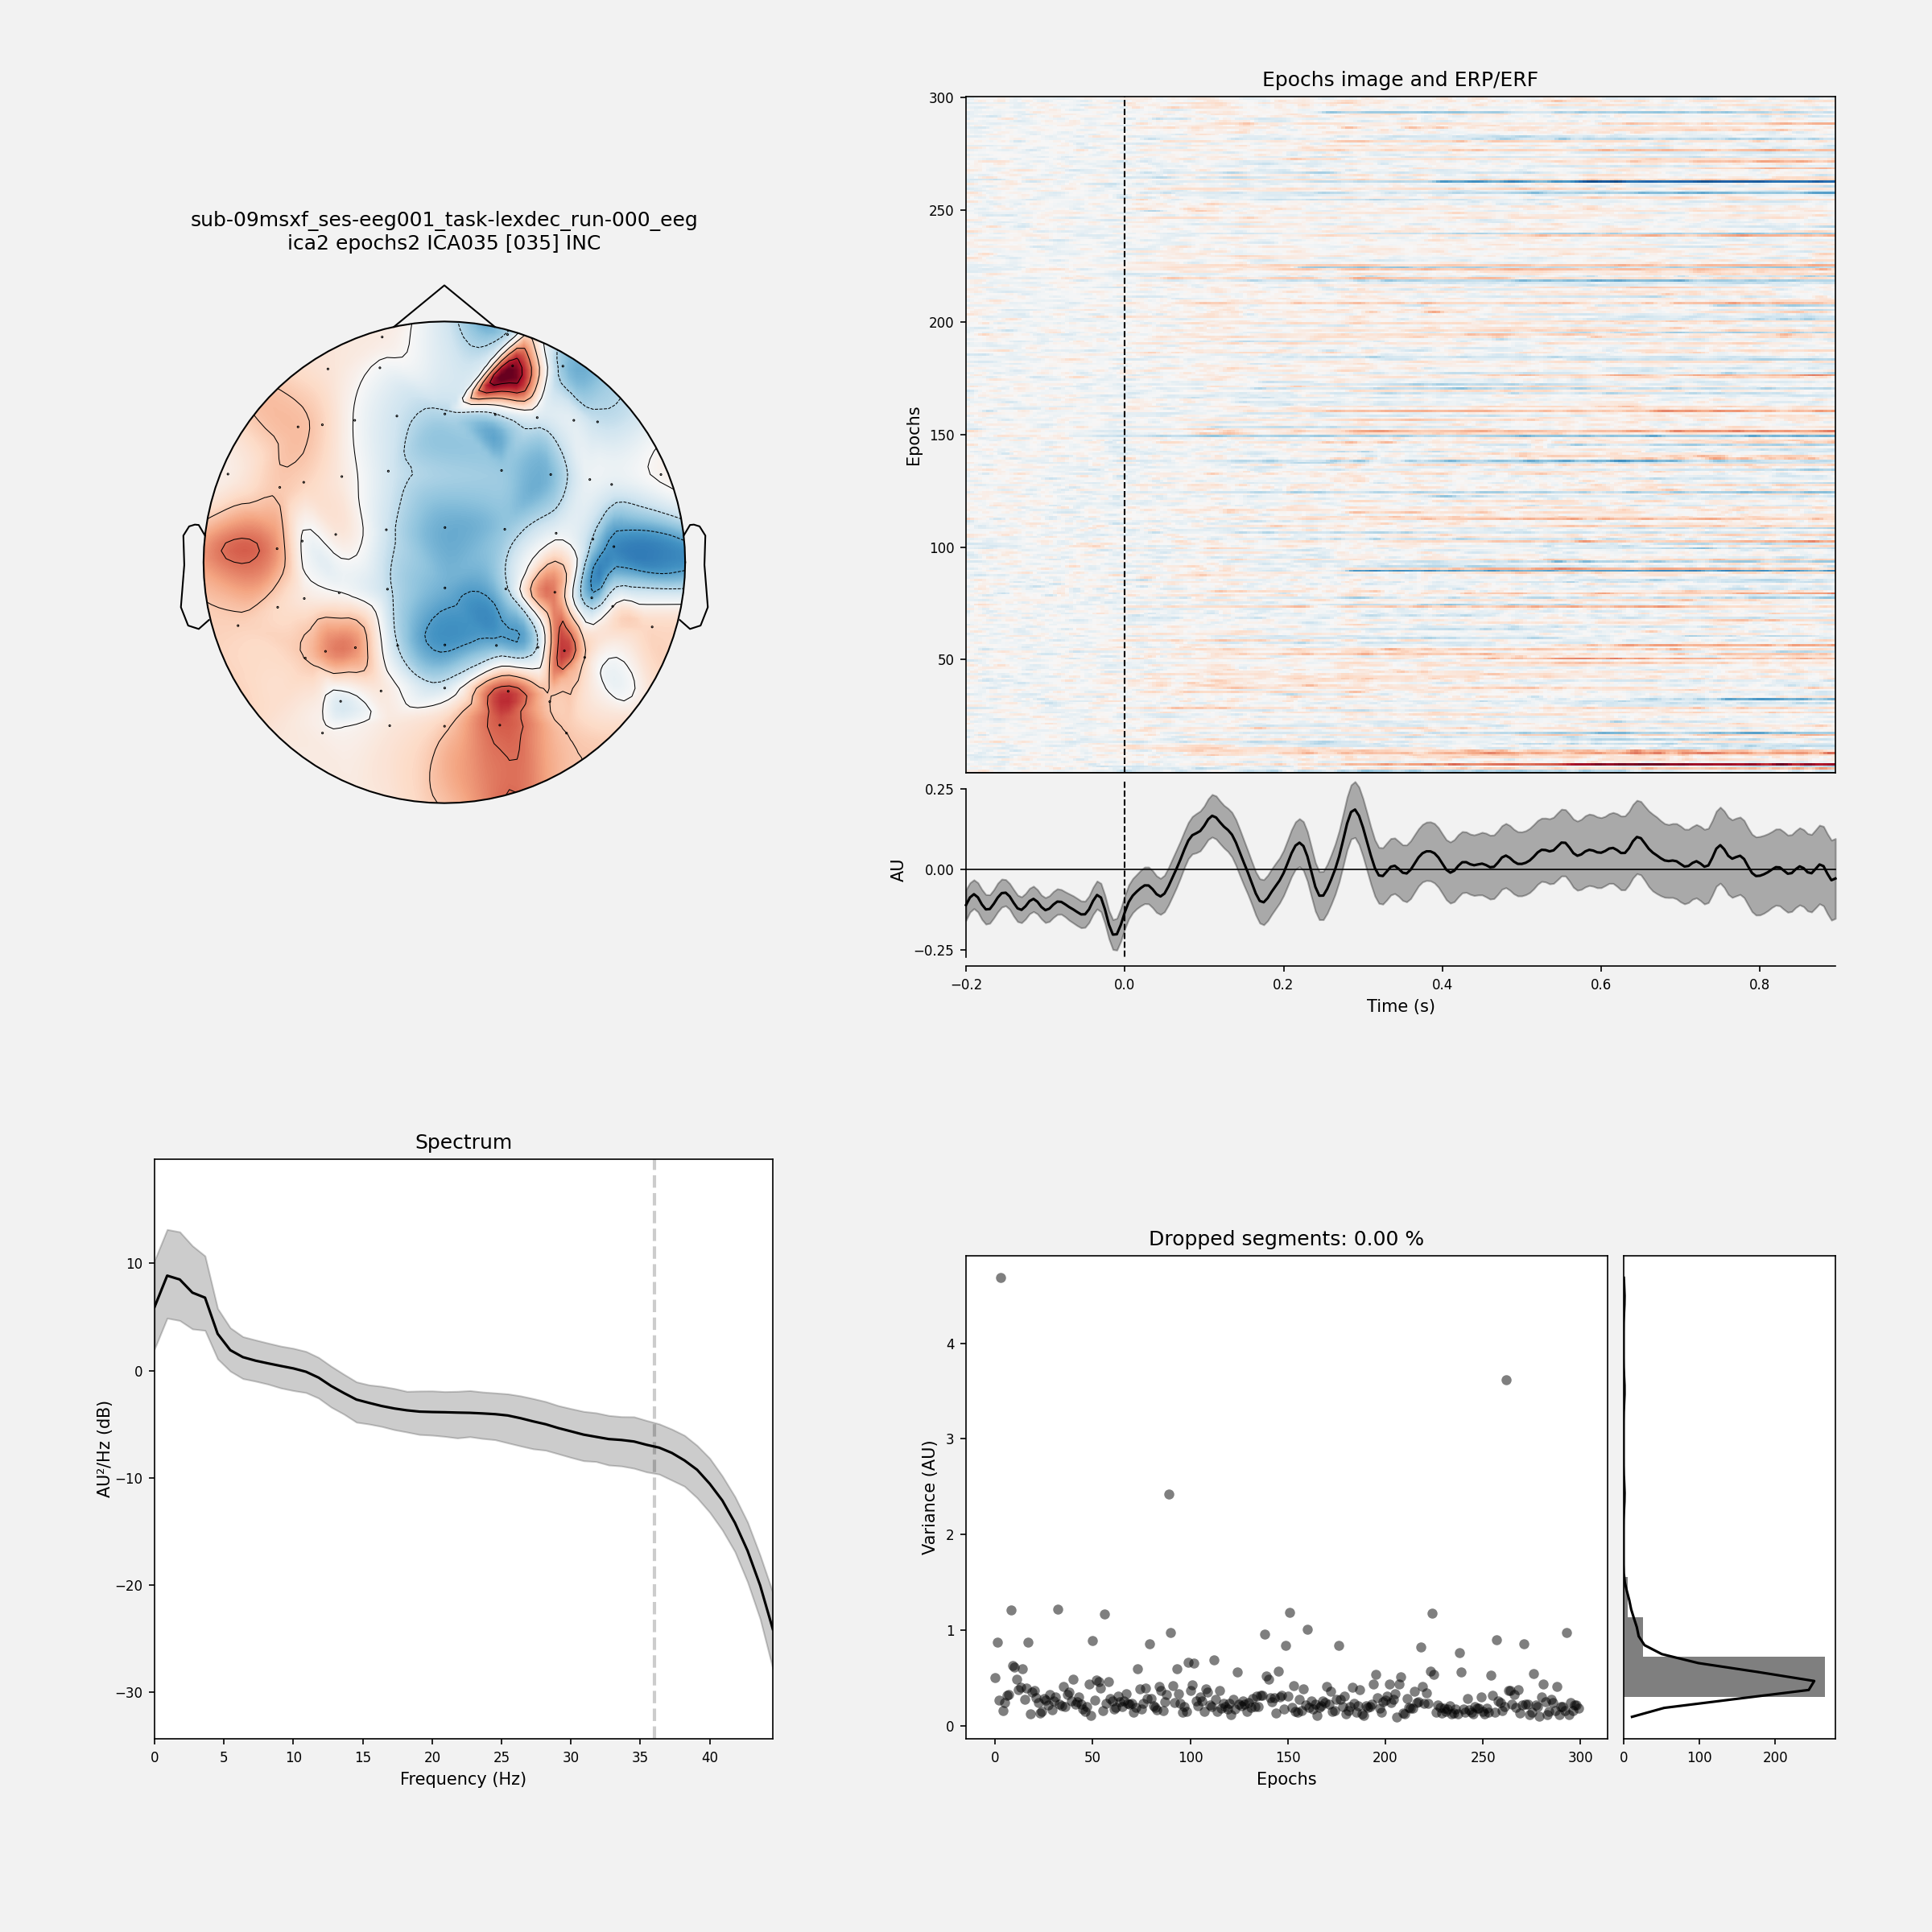 sub-09msxf_ses-eeg001_task-lexdec_run-000_eeg
ica2 epochs2 ICA035 [035] INC
Epochs image and ERP/ERF
300
250
200
150
100
50
Epochs
0.25
0.00
−0.25
AU
−0.2 0.0 0.2 0.4 0.6 0.8
Time (s)
Spectrum
10
0
−10
−20
−30
AU²/Hz (dB)
0 5 10 15 20 25 30 35 40
Frequency (Hz)
Dropped segments: 0.00 %
4
3
2
1
0
Variance (AU)
0 50 100 150 200 250 300
Epochs
0 100 200